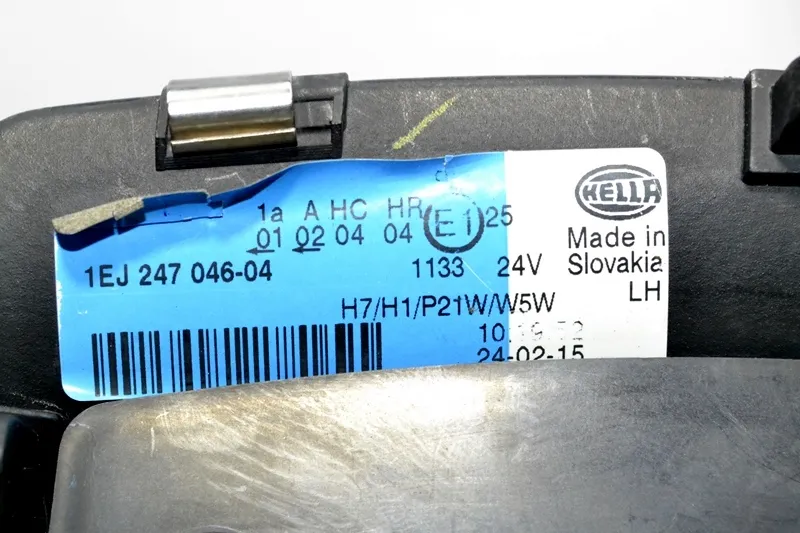 HELLA
1a A HC HR
01 02 04 04 E1 25
Made in
Slovakia
1EJ 247 046-04 1133 24V
LH
H7/H1/P21W/W5W
24-02-15